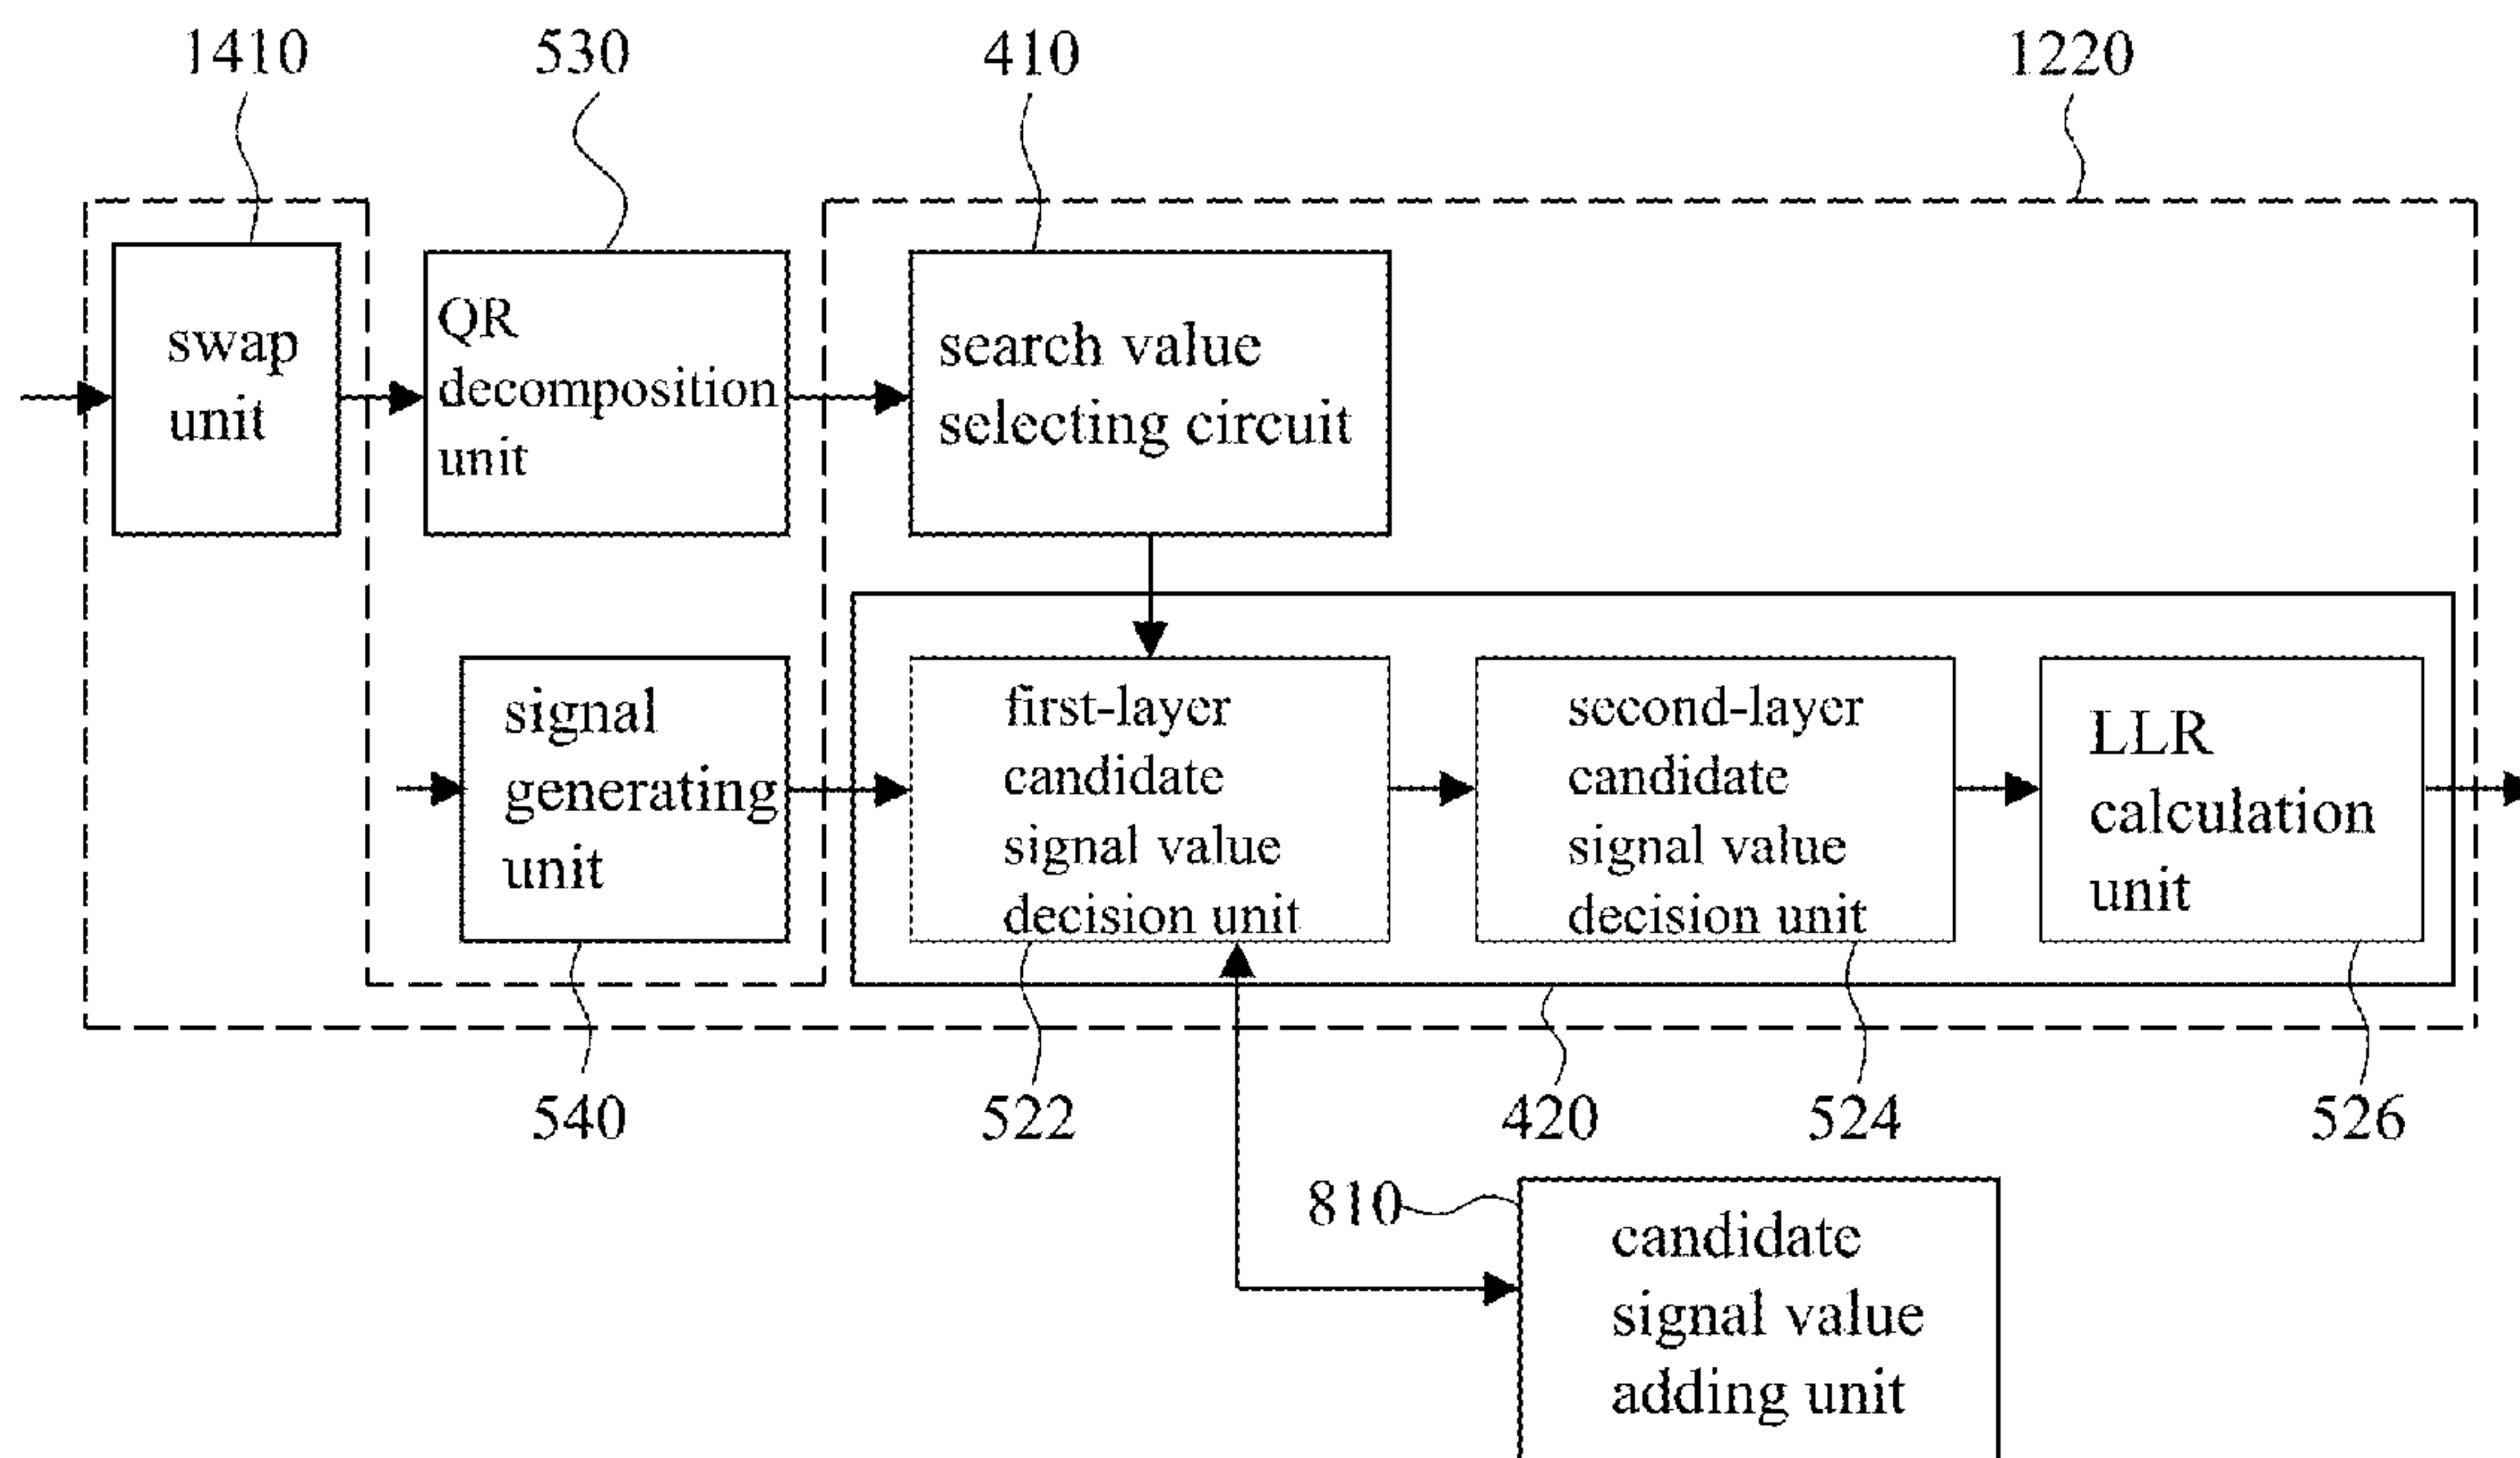 1410
530
410
1220
swap
unit
QR
decomposition
unit
search value
selecting circuit
signal
generating
unit
first-layer
candidate
signal value
decision unit
second-layer
candidate
signal value
decision unit
LLR
calculation
unit
540
522
420
524
526
810
candidate
signal value
adding unit